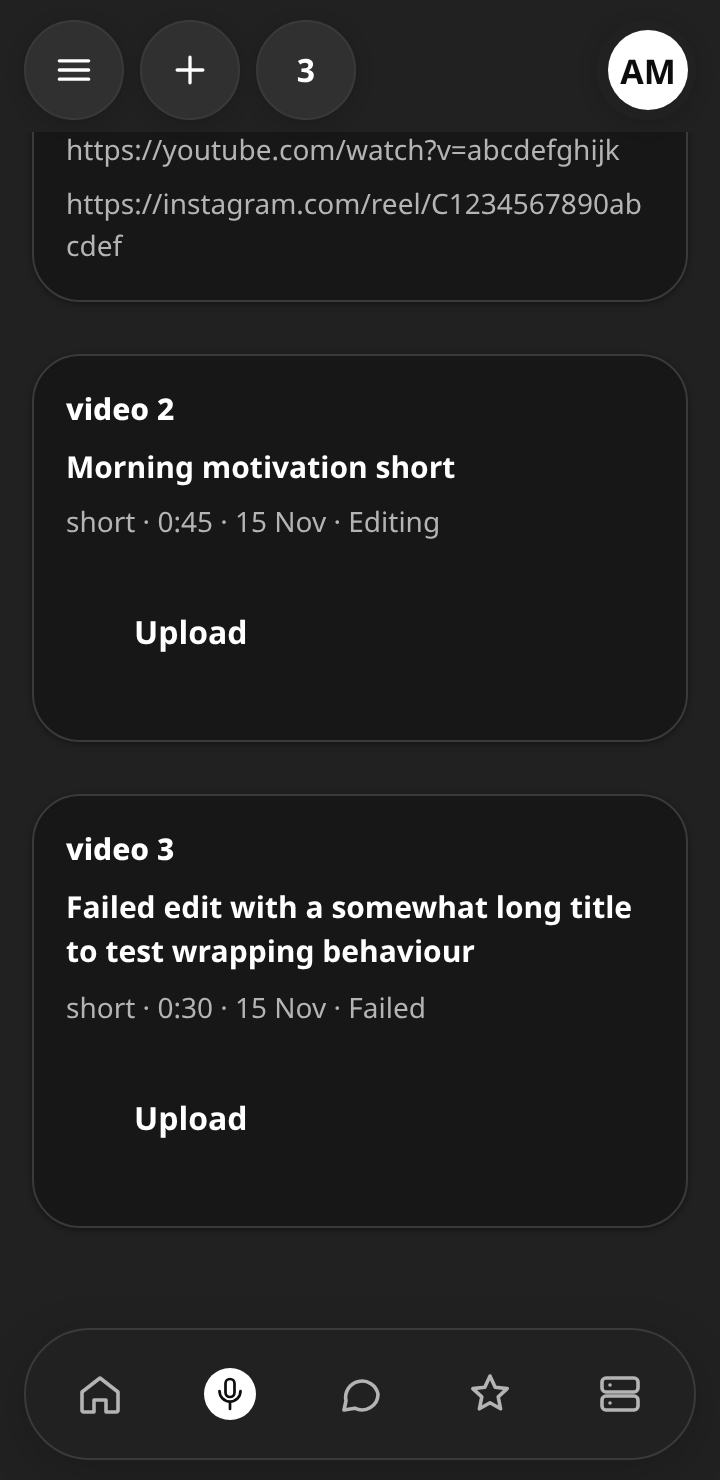 3
AM
https://youtube.com/watch?v=abcdefghijk
https://instagram.com/reel/C1234567890ab
cdef
video 2
Morning motivation short
short · 0:45 · 15 Nov · Editing
Upload
video 3
Failed edit with a somewhat long title
to test wrapping behaviour
short · 0:30 · 15 Nov · Failed
Upload